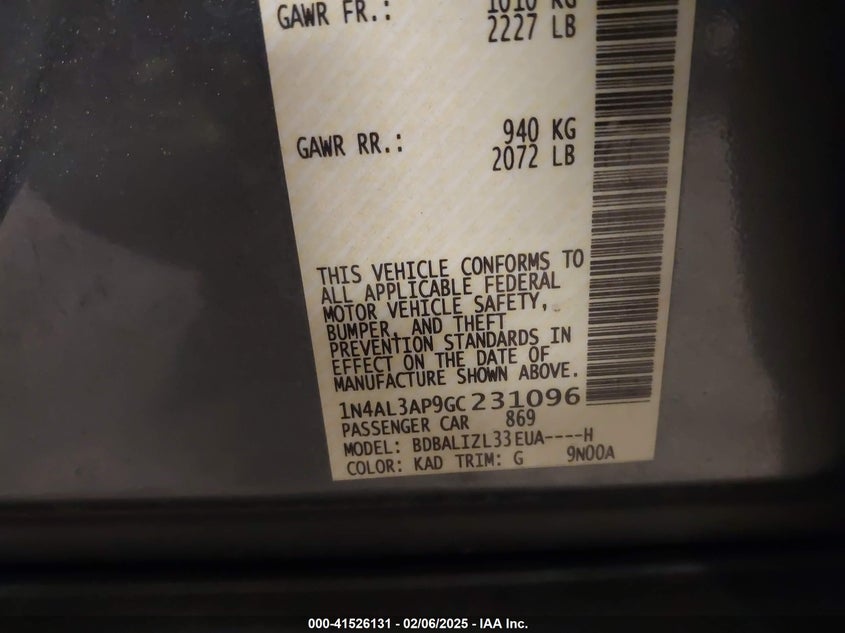 GAWR FR.: 1010 KG
2227 LB
GAWR RR.: 940 KG
2072 LB
THIS VEHICLE CONFORMS TO
ALL APPLICABLE FEDERAL
MOTOR VEHICLE SAFETY,
BUMPER, AND THEFT
PREVENTION STANDARDS IN
EFFECT ON THE DATE OF
MANUFACTURE SHOWN ABOVE.
1N4AL3AP9GC231096
PASSENGER CAR 869
MODEL: BDBALIZL33EUA----H
COLOR: KAD TRIM: G 9N00A
000-41526131 - 02/06/2025 - IAA Inc.